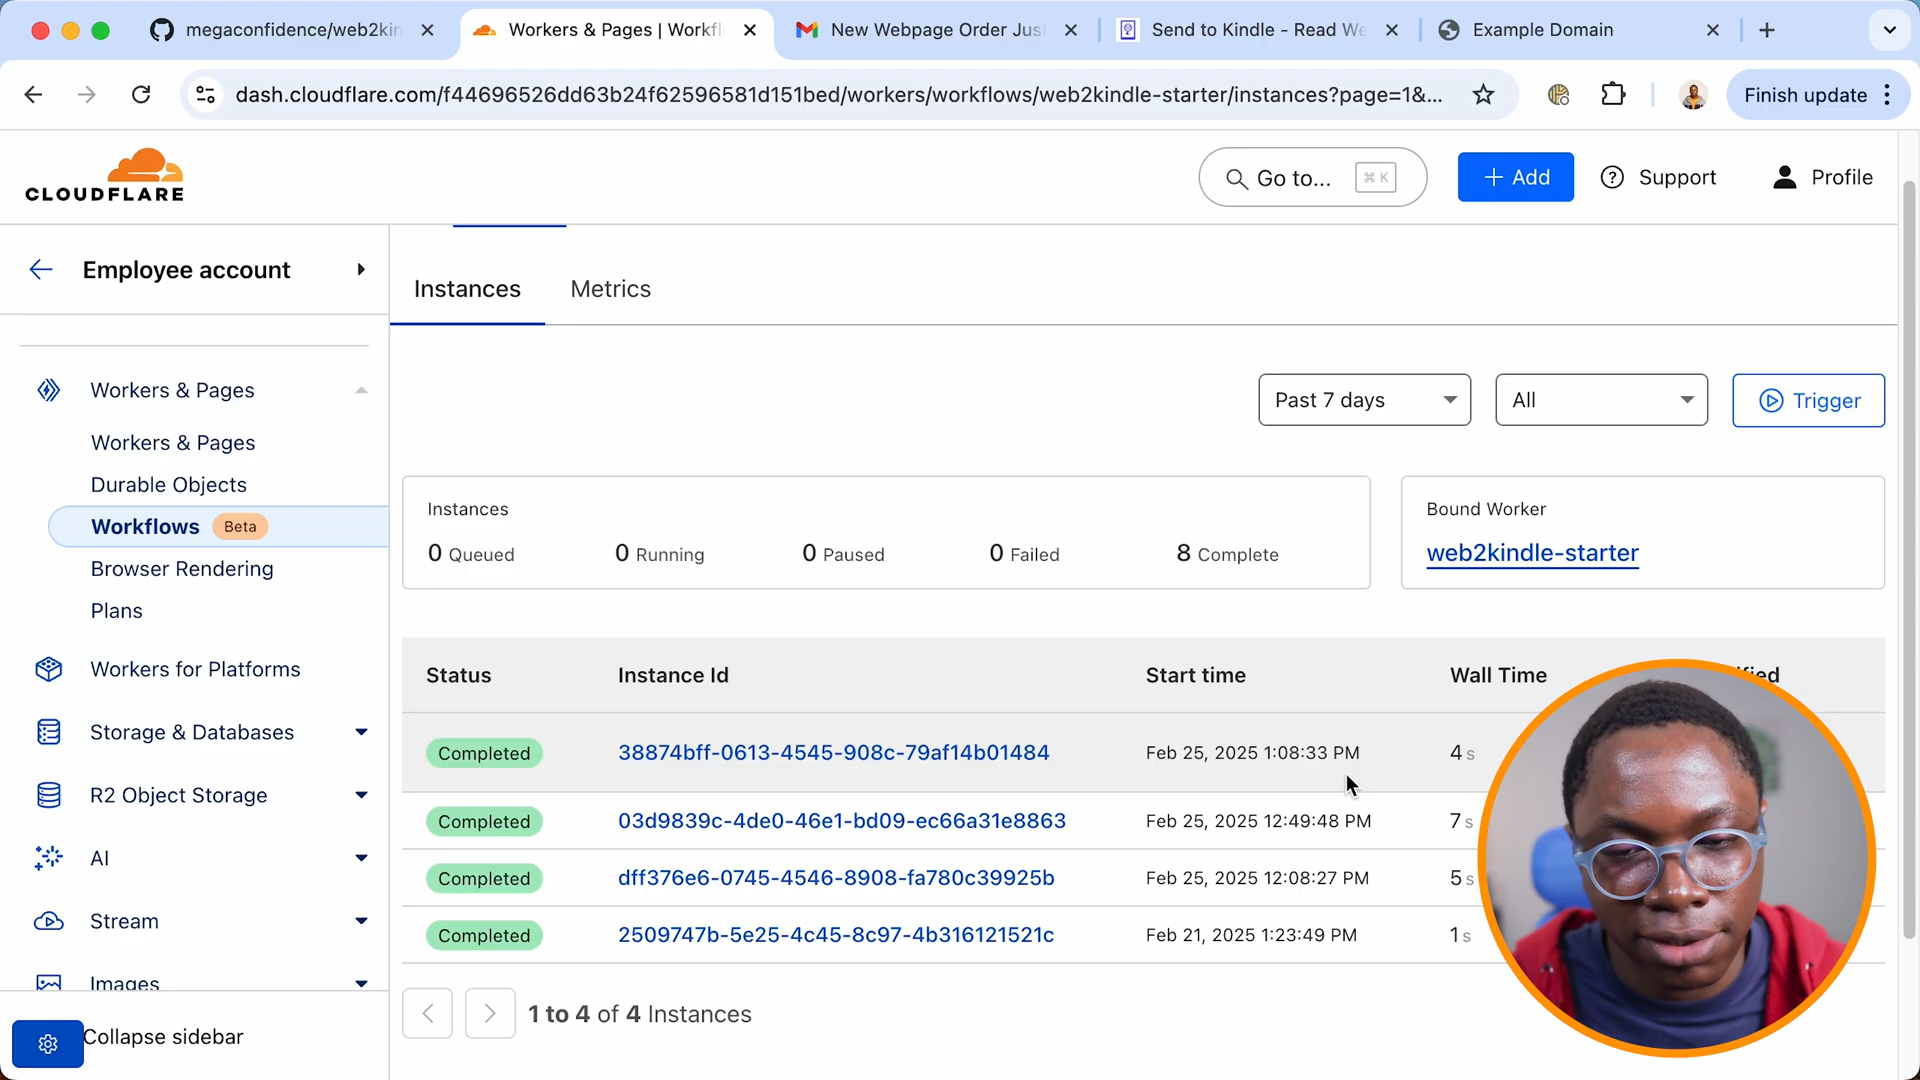 megaconfidence/web2kin
Workers & Pages | Workfl
New Webpage Order Jus
Send to Kindle - Read We
Example Domain
dash.cloudflare.com/f44696526dd63b24f62596581d151bed/workers/workflows/web2kindle-starter/instances?page=1&...
Finish update
CLOUDFLARE
Go to...
⌘ K
+ Add
Support
Profile
Employee account
Instances
Metrics
Workers & Pages
Workers & Pages
Durable Objects
Workflows Beta
Browser Rendering
Plans
Workers for Platforms
Storage & Databases
R2 Object Storage
AI
Stream
Images
Collapse sidebar
Past 7 days
All
Trigger
Instances
0 Queued
0 Running
0 Paused
0 Failed
8 Complete
Bound Worker
web2kindle-starter
Status Instance Id Start time Wall Time
Completed 38874bff-0613-4545-908c-79af14b01484 Feb 25, 2025 1:08:33 PM 4 s
Completed 03d9839c-4de0-46e1-bd09-ec66a31e8863 Feb 25, 2025 12:49:48 PM 7 s
Completed dff376e6-0745-4546-8908-fa780c39925b Feb 25, 2025 12:08:27 PM 5 s
Completed 2509747b-5e25-4c45-8c97-4b316121521c Feb 21, 2025 1:23:49 PM 1 s
1 to 4 of 4 Instances